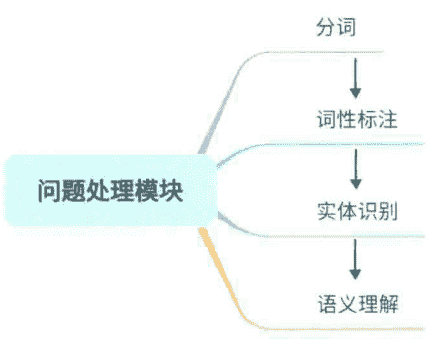 分词
词性标注
问题处理模块
实体识别
语义理解